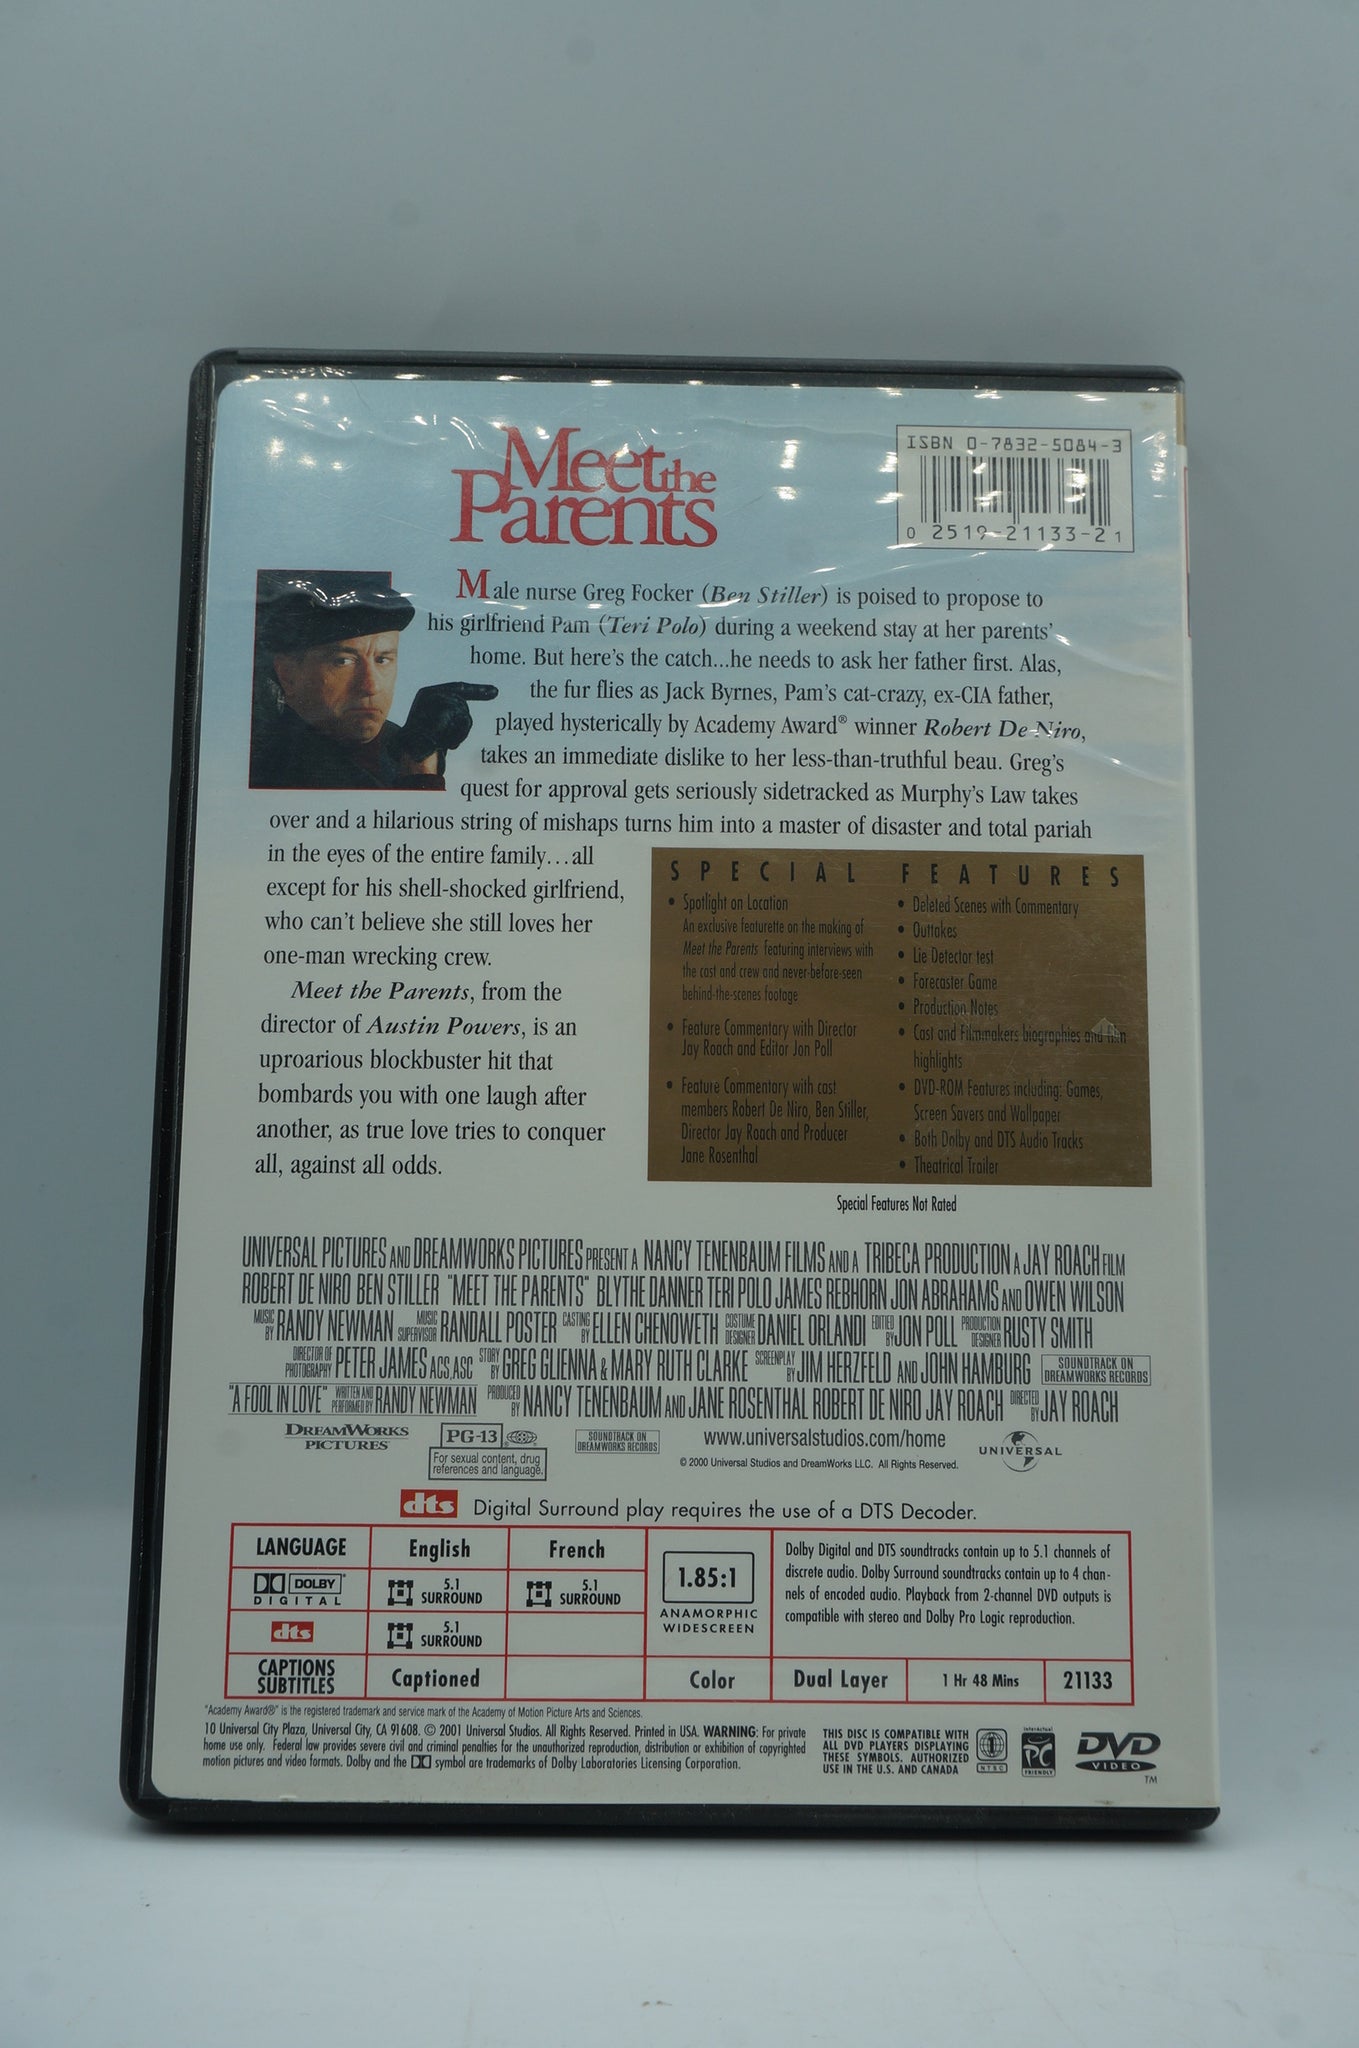 Meet the
Parents
ISBN 0-7832-5084-3
0 2519-21133-2 1
Male nurse Greg Focker (Ben Stiller) is poised to propose to
his girlfriend Pam (Teri Polo) during a weekend stay at her parents'
home. But here's the catch...he needs to ask her father first. Alas,
the fur flies as Jack Byrnes, Pam's cat-crazy, ex-CIA father,
played hysterically by Academy Award® winner Robert De Niro,
takes an immediate dislike to her less-than-truthful beau. Greg's
quest for approval gets seriously sidetracked as Murphy's Law takes
over and a hilarious string of mishaps turns him into a master of disaster and total pariah
in the eyes of the entire family...all
except for his shell-shocked girlfriend,
who can't believe she still loves her
one-man wrecking crew.
Meet the Parents, from the
director of Austin Powers, is an
uproarious blockbuster hit that
bombards you with one laugh after
another, as true love tries to conquer
all, against all odds.
SPECIAL FEATURES
• Spotlight on Location
An exclusive featurette on the making of
Meet the Parents featuring interviews with
the cast and crew and never-before-seen
behind-the-scenes footage
• Feature Commentary with Director
Jay Roach and Editor Jon Poll
• Feature Commentary with cast
members Robert De Niro, Ben Stiller,
Director Jay Roach and Producer
Jane Rosenthal
• Deleted Scenes with Commentary
• Outtakes
• Lie Detector test
• Forecaster Game
• Production Notes
• Cast and Filmmakers biographies and film
highlights
• DVD-ROM Features including: Games,
Screen Savers and Wallpaper
• Both Dolby and DTS Audio Tracks
• Theatrical Trailer
Special Features Not Rated
UNIVERSAL PICTURES AND DREAMWORKS PICTURES PRESENT A NANCY TENENBAUM FILMS AND A TRIBECA PRODUCTION A JAY ROACH FILM
ROBERT DE NIRO BEN STILLER "MEET THE PARENTS" BLYTHE DANNER TERI POLO JAMES REBHORN JON ABRAHAMS AND OWEN WILSON
MUSIC BY RANDY NEWMAN MUSIC SUPERVISOR RANDALL POSTER CASTING BY ELLEN CHENOWETH COSTUME DESIGNER DANIEL ORLANDI EDITED BY JON POLL PRODUCTION DESIGNER RUSTY SMITH
DIRECTOR OF PHOTOGRAPHY PETER JAMES ACS, ASC STORY BY GREG GLIENNA & MARY RUTH CLARKE SCREENPLAY BY JIM HERZFELD AND JOHN HAMBURG SOUNDTRACK ON DREAMWORKS RECORDS
"A FOOL IN LOVE" WRITTEN AND PERFORMED BY RANDY NEWMAN PRODUCED BY NANCY TENENBAUM AND JANE ROSENTHAL ROBERT DE NIRO JAY ROACH DIRECTED BY JAY ROACH
DREAMWORKS
PICTURES
PG-13
For sexual content, drug
references and language.
SOUNDTRACK ON
DREAMWORKS RECORDS
www.universalstudios.com/home
© 2000 Universal Studios and DreamWorks LLC. All Rights Reserved.
UNIVERSAL
dts Digital Surround play requires the use of a DTS Decoder.
LANGUAGE English French
DOLBY DIGITAL 5.1 SURROUND 5.1 SURROUND
dts 5.1 SURROUND
CAPTIONS SUBTITLES Captioned
1.85:1
ANAMORPHIC
WIDESCREEN
Color
Dolby Digital and DTS soundtracks contain up to 5.1 channels of
discrete audio. Dolby Surround soundtracks contain up to 4 chan-
nels of encoded audio. Playback from 2-channel DVD outputs is
compatible with stereo and Dolby Pro Logic reproduction.
Dual Layer 1 Hr 48 Mins 21133
"Academy Award®" is the registered trademark and service mark of the Academy of Motion Picture Arts and Sciences.
10 Universal City Plaza, Universal City, CA 91608. © 2001 Universal Studios. All Rights Reserved. Printed in USA. WARNING: For private
home use only. Federal law provides severe civil and criminal penalties for the unauthorized reproduction, distribution or exhibition of copyrighted
motion pictures and video formats. Dolby and the symbol are trademarks of Dolby Laboratories Licensing Corporation.
THIS DISC IS COMPATIBLE WITH
ALL DVD PLAYERS DISPLAYING
THESE SYMBOLS. AUTHORIZED
USE IN THE U.S. AND CANADA
1
NTSC
InterActual
PC
FRIENDLY
DVD
VIDEO
TM